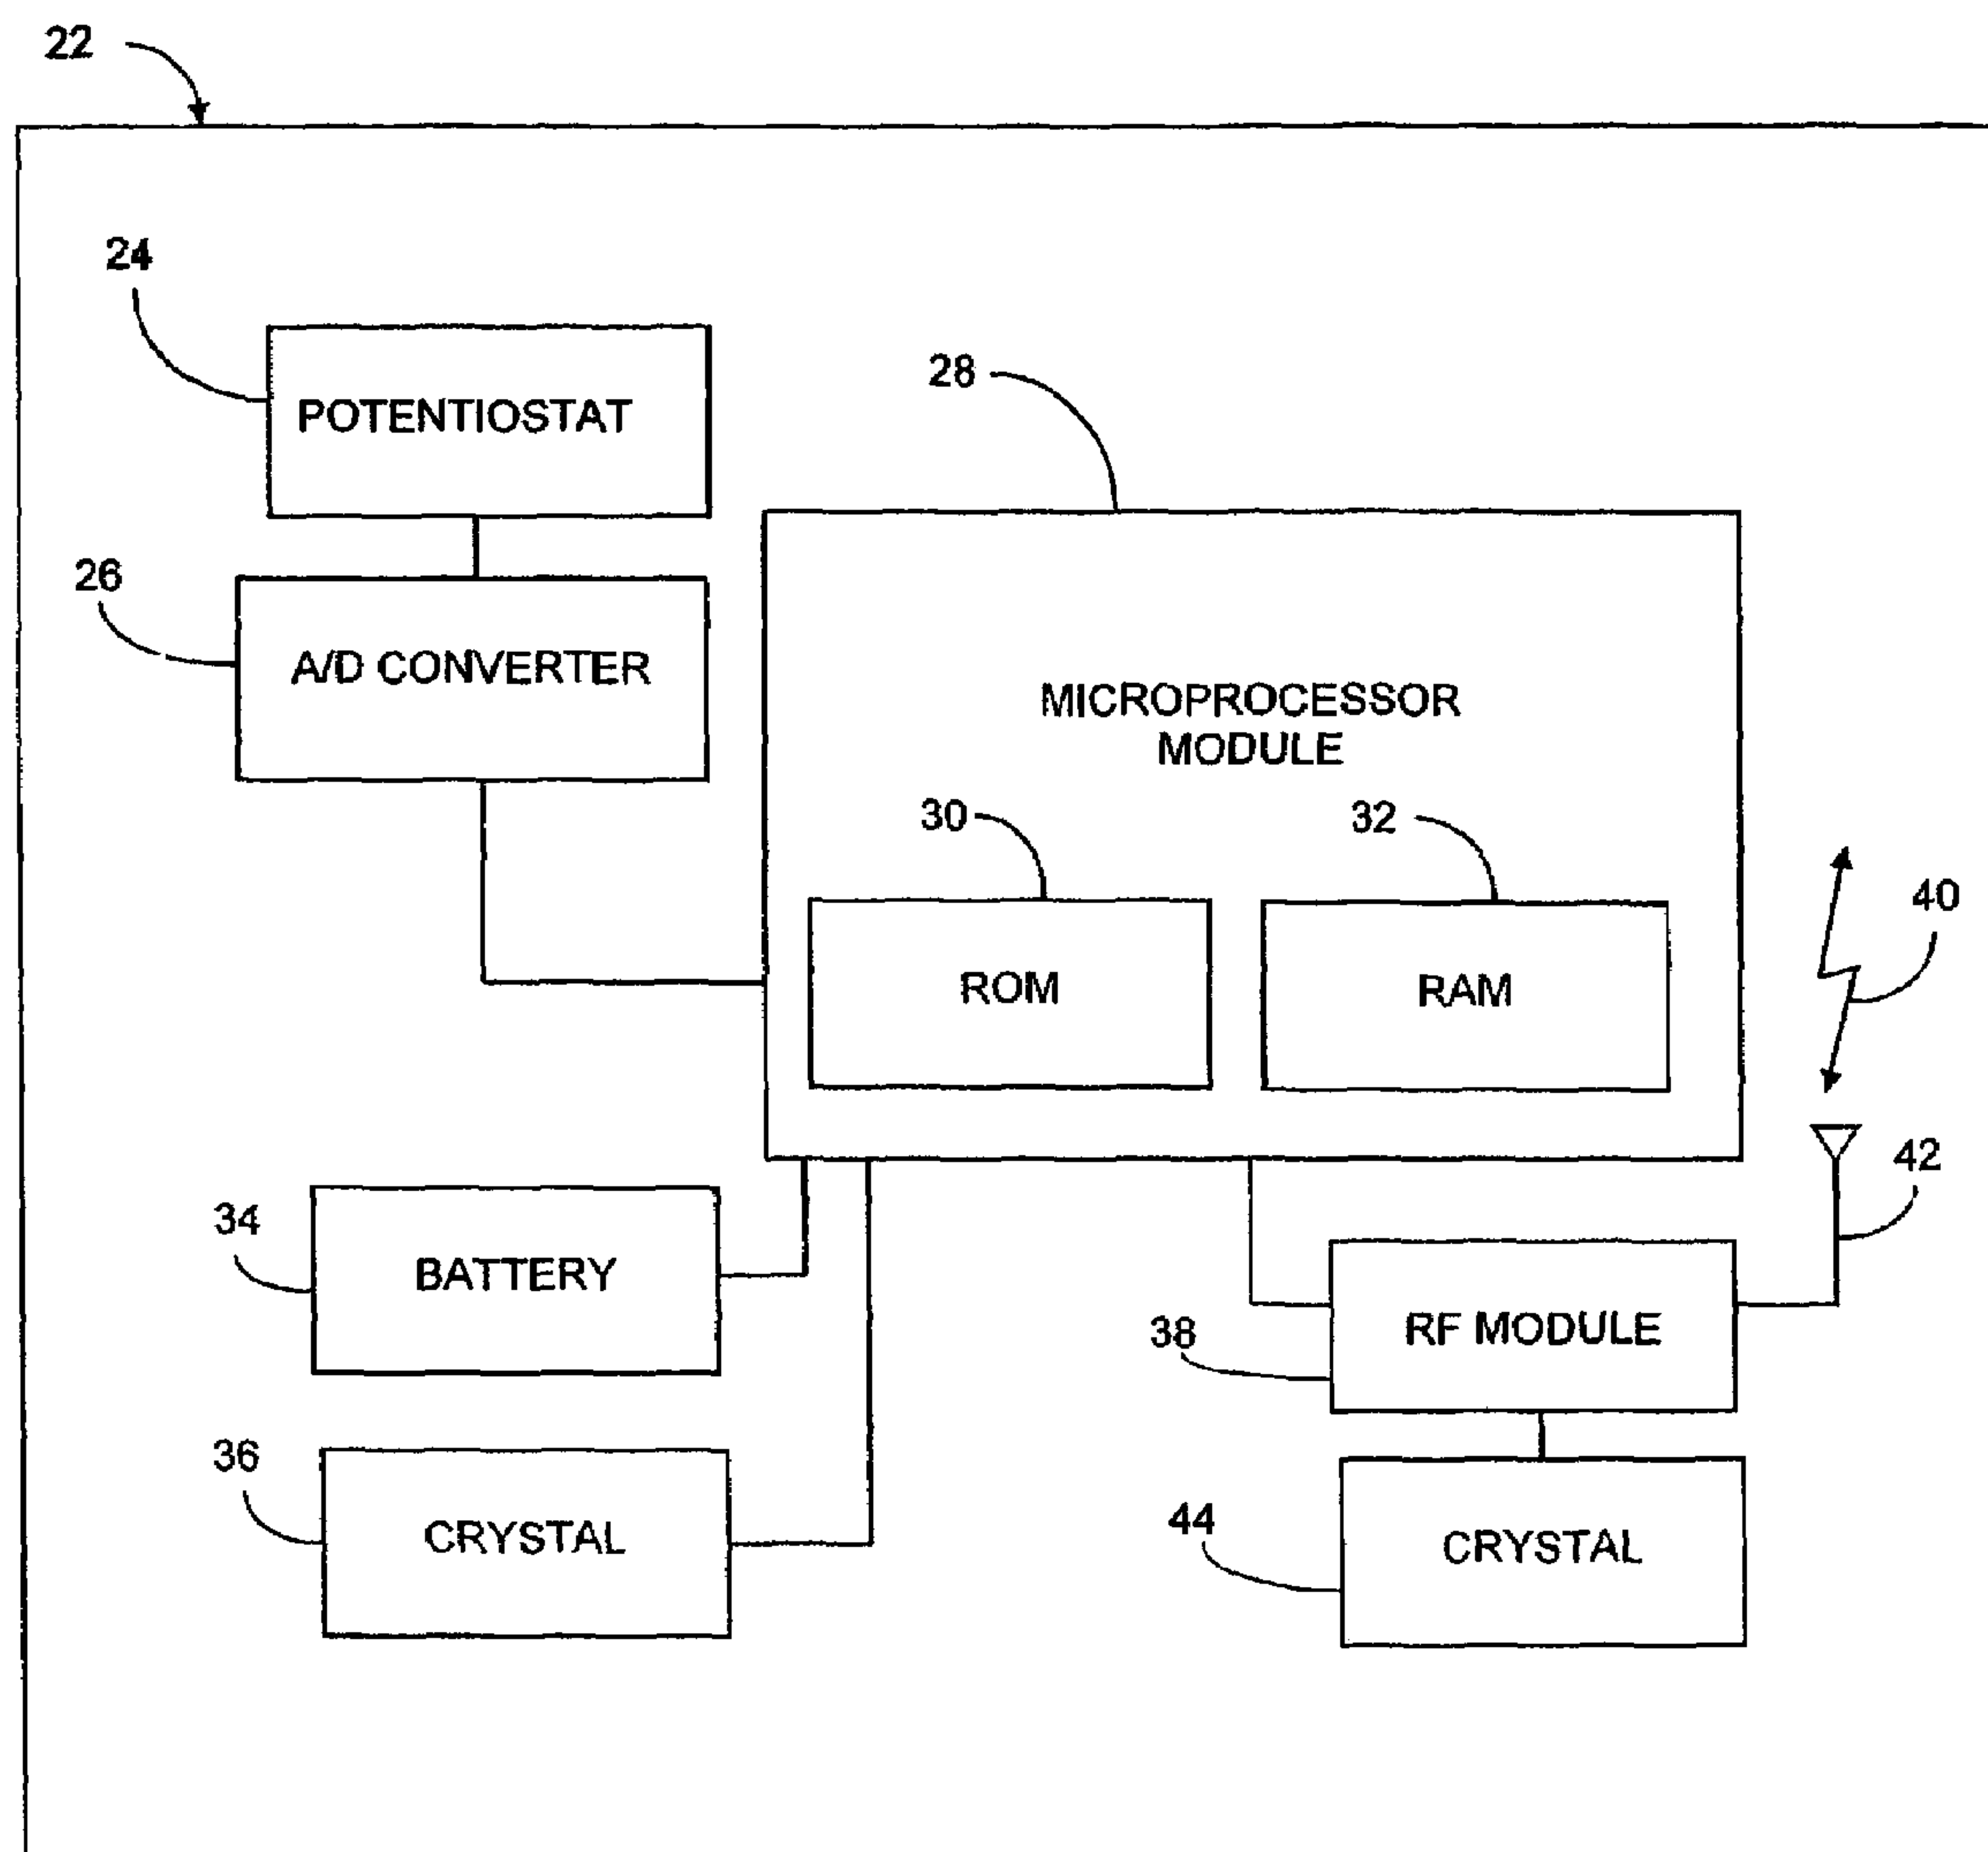 22
24
POTENTIOSTAT
28
26
A/D CONVERTER
MICROPROCESSOR
MODULE
30
32
40
ROM
RAM
42
34
BATTERY
38
RF MODULE
36
CRYSTAL
44
CRYSTAL